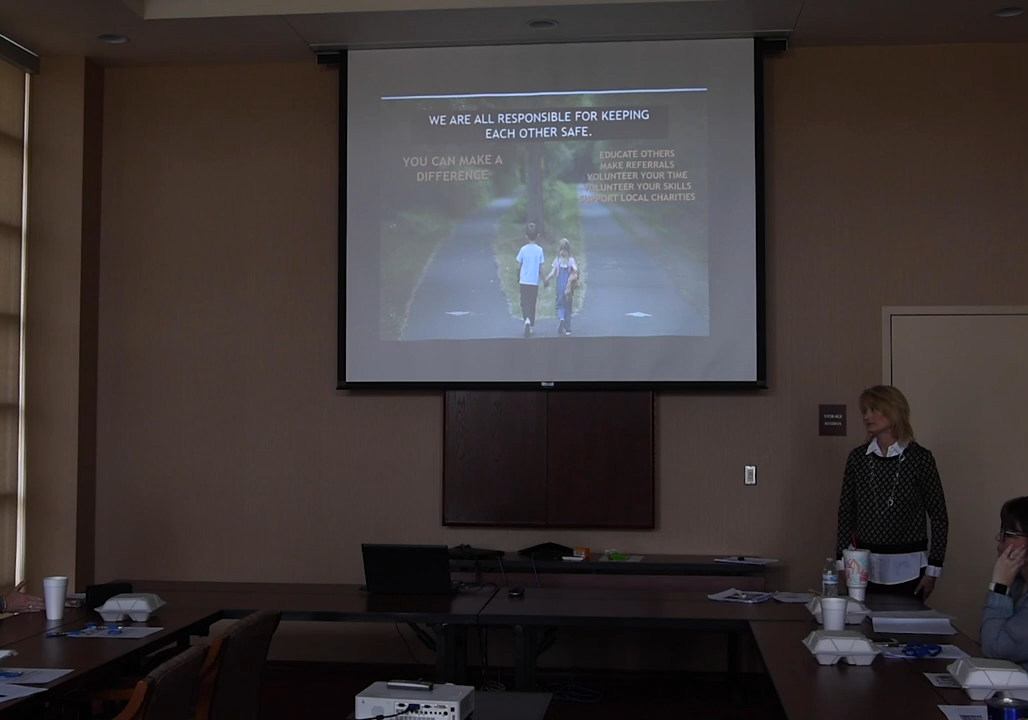 WE ARE ALL RESPONSIBLE FOR KEEPING
EACH OTHER SAFE.
YOU CAN MAKE A
DIFFERENCE
EDUCATE OTHERS
MAKE REFERRALS
VOLUNTEER YOUR TIME
VOLUNTEER YOUR SKILLS
SUPPORT LOCAL CHARITIES
STORAGE